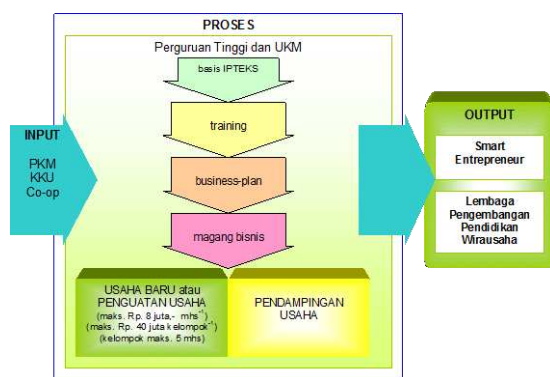 PROSES
Perguruan Tinggi dan UKM
basis IPTEKS
training
business-plan
magang bisnis
USAHA BARU atau
PENGUATAN USAHA
(maks. Rp. 8 juta,- mhs⁻¹)
(maks. Rp. 40 juta kelompok⁻¹)
(kelompok maks. 5 mhs)
PENDAMPINGAN
USAHA
INPUT
PKM
KKU
Co-op
OUTPUT
Smart
Entrepreneur
Lembaga
Pengembangan
Pendidikan
Wirausaha